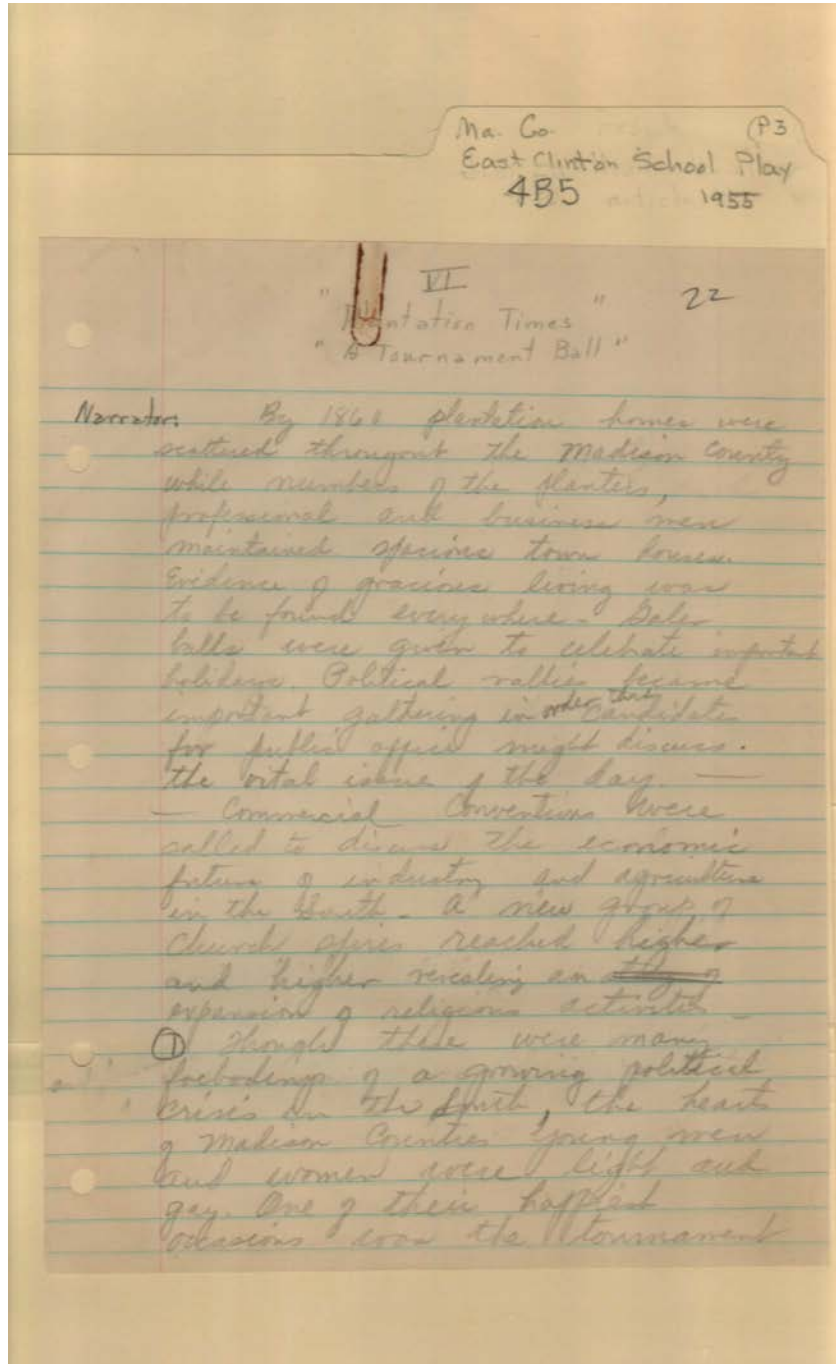 Ma. Co. (P3
East Clinton School Play
4B5 1955
VI
22
" Plantation Times "
" A Tournament Ball "
Narrator: By 1860 plantation homes were
scattured througout the Madison County
while numbers of the planters,
professional and business men
maintained spacious town houses.
Evidence of gracious living was
to be found everywhere - Galer
balls were given to celebrate important
holidays. Political rallies became
important gathering in order that candidates
for public office might discuss.
the vital issue of the day. —
— Commercial Conventions were
called to discuss the economic
future of industry and agriculture
in the South - A new group of
Church spires reached higher
and higher revealing an
expansion of religious activities -
① Though there were many
forbodings of a growing political
crisis in the South, the hearts
of Madison Counties young men
and women were light and
gay. One of their happiest
occasions was the tournament